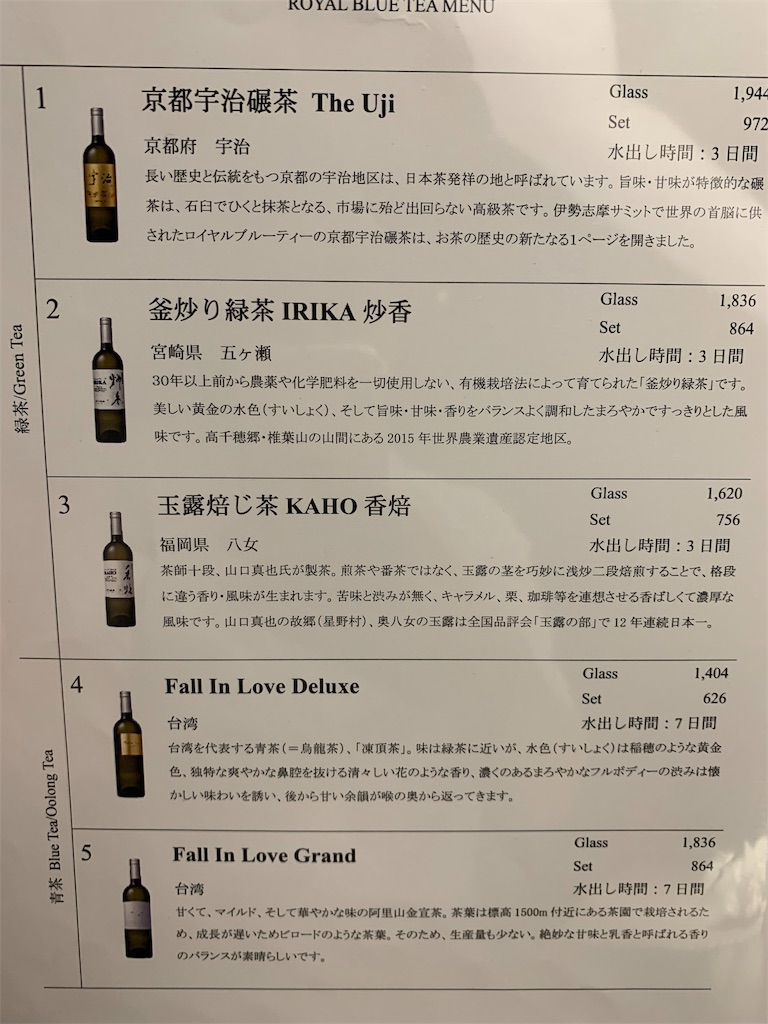 ROYAL BLUE TEA MENU
緑茶/Green Tea
1
京都宇治碾茶 The Uji
Glass 1,944
Set 972
京都府 宇治
水出し時間：3日間
長い歴史と伝統をもつ京都の宇治地区は、日本茶発祥の地と呼ばれています。旨味・甘味が特徴的な碾
茶は、石臼でひくと抹茶となる、市場に殆ど出回らない高級茶です。伊勢志摩サミットで世界の首脳に供
されたロイヤルブルーティーの京都宇治碾茶は、お茶の歴史の新たなる1ページを開きました。
2
釜炒り緑茶 IRIKA 炒香
Glass 1,836
Set 864
宮崎県 五ヶ瀬
水出し時間：3日間
30年以上前から農薬や化学肥料を一切使用しない、有機栽培法によって育てられた「釜炒り緑茶」です。
美しい黄金の水色（すいしょく）、そして旨味・甘味・香りをバランスよく調和したまろやかですっきりとした風
味です。高千穂郷・椎葉山の山間にある2015年世界農業遺産認定地区。
3
玉露焙じ茶 KAHO 香焙
Glass 1,620
Set 756
福岡県 八女
水出し時間：3日間
茶師十段、山口真也氏が製茶。煎茶や番茶ではなく、玉露の茎を巧妙に浅炒二段焙煎することで、格段
に違う香り・風味が生まれます。苦味と渋みが無く、キャラメル、栗、珈琲等を連想させる香ばしくて濃厚な
風味です。山口真也の故郷（星野村）、奥八女の玉露は全国品評会「玉露の部」で12年連続日本一。
青茶 Blue Tea/Oolong Tea
4
Fall In Love Deluxe
Glass 1,404
Set 626
台湾
水出し時間：7日間
台湾を代表する青茶（＝烏龍茶）、「凍頂茶」。味は緑茶に近いが、水色（すいしょく）は稲穂のような黄金
色、独特な爽やかな鼻腔を抜ける清々しい花のような香り、濃くのあるまろやかなフルボディーの渋みは懐
かしい味わいを誘い、後から甘い余韻が喉の奥から返ってきます。
5
Fall In Love Grand
Glass 1,836
Set 864
台湾
水出し時間：7日間
甘くて、マイルド、そして華やかな味の阿里山金宣茶。茶葉は標高1500m付近にある茶園で栽培されるた
め、成長が遅いためビロードのような茶葉。そのため、生産量も少ない。絶妙な甘味と乳香と呼ばれる香り
のバランスが素晴らしいです。